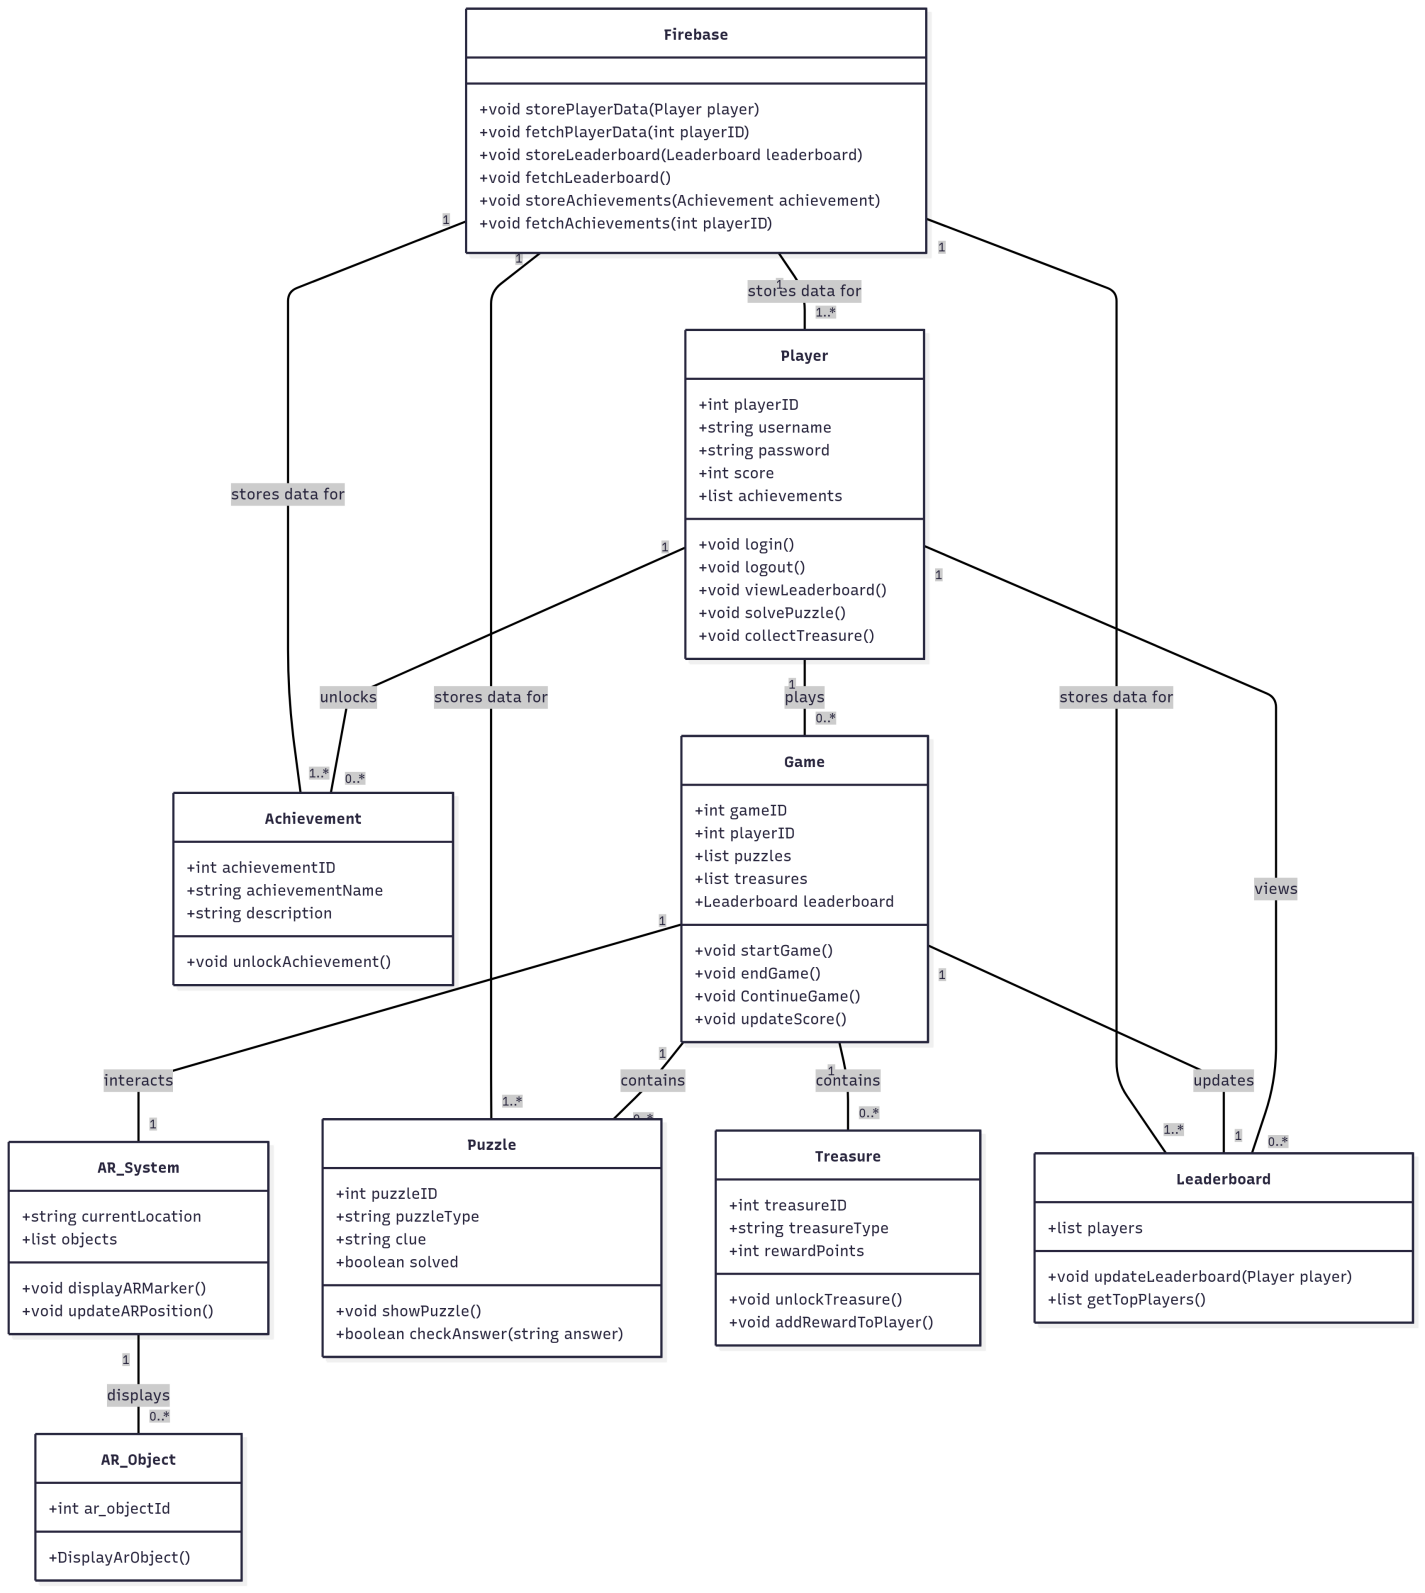 Firebase
+void storePlayerData(Player player)
+void fetchPlayerData(int playerID)
+void storeLeaderboard(Leaderboard leaderboard)
+void fetchLeaderboard()
+void storeAchievements(Achievement achievement)
+void fetchAchievements(int playerID)
1
1
1
1
stores data for
1..*
Player
+int playerID
+string username
+string password
+int score
+list achievements
+void login()
+void logout()
+void viewLeaderboard()
+void solvePuzzle()
+void collectTreasure()
stores data for
1
1
unlocks
stores data for
1
plays
0..*
stores data for
1..*
0..*
Achievement
+int achievementID
+string achievementName
+string description
+void unlockAchievement()
Game
+int gameID
+int playerID
+list puzzles
+list treasures
+Leaderboard leaderboard
+void startGame()
+void endGame()
+void ContinueGame()
+void updateScore()
views
1
1
1
interacts
contains
1
contains
updates
1
1..*
0..*
0..*
1..*
1
0..*
AR_System
+string currentLocation
+list objects
+void displayARMarker()
+void updateARPosition()
Puzzle
+int puzzleID
+string puzzleType
+string clue
+boolean solved
+void showPuzzle()
+boolean checkAnswer(string answer)
Treasure
+int treasureID
+string treasureType
+int rewardPoints
+void unlockTreasure()
+void addRewardToPlayer()
Leaderboard
+list players
+void updateLeaderboard(Player player)
+list getTopPlayers()
1
displays
0..*
AR_Object
+int ar_objectId
+DisplayArObject()